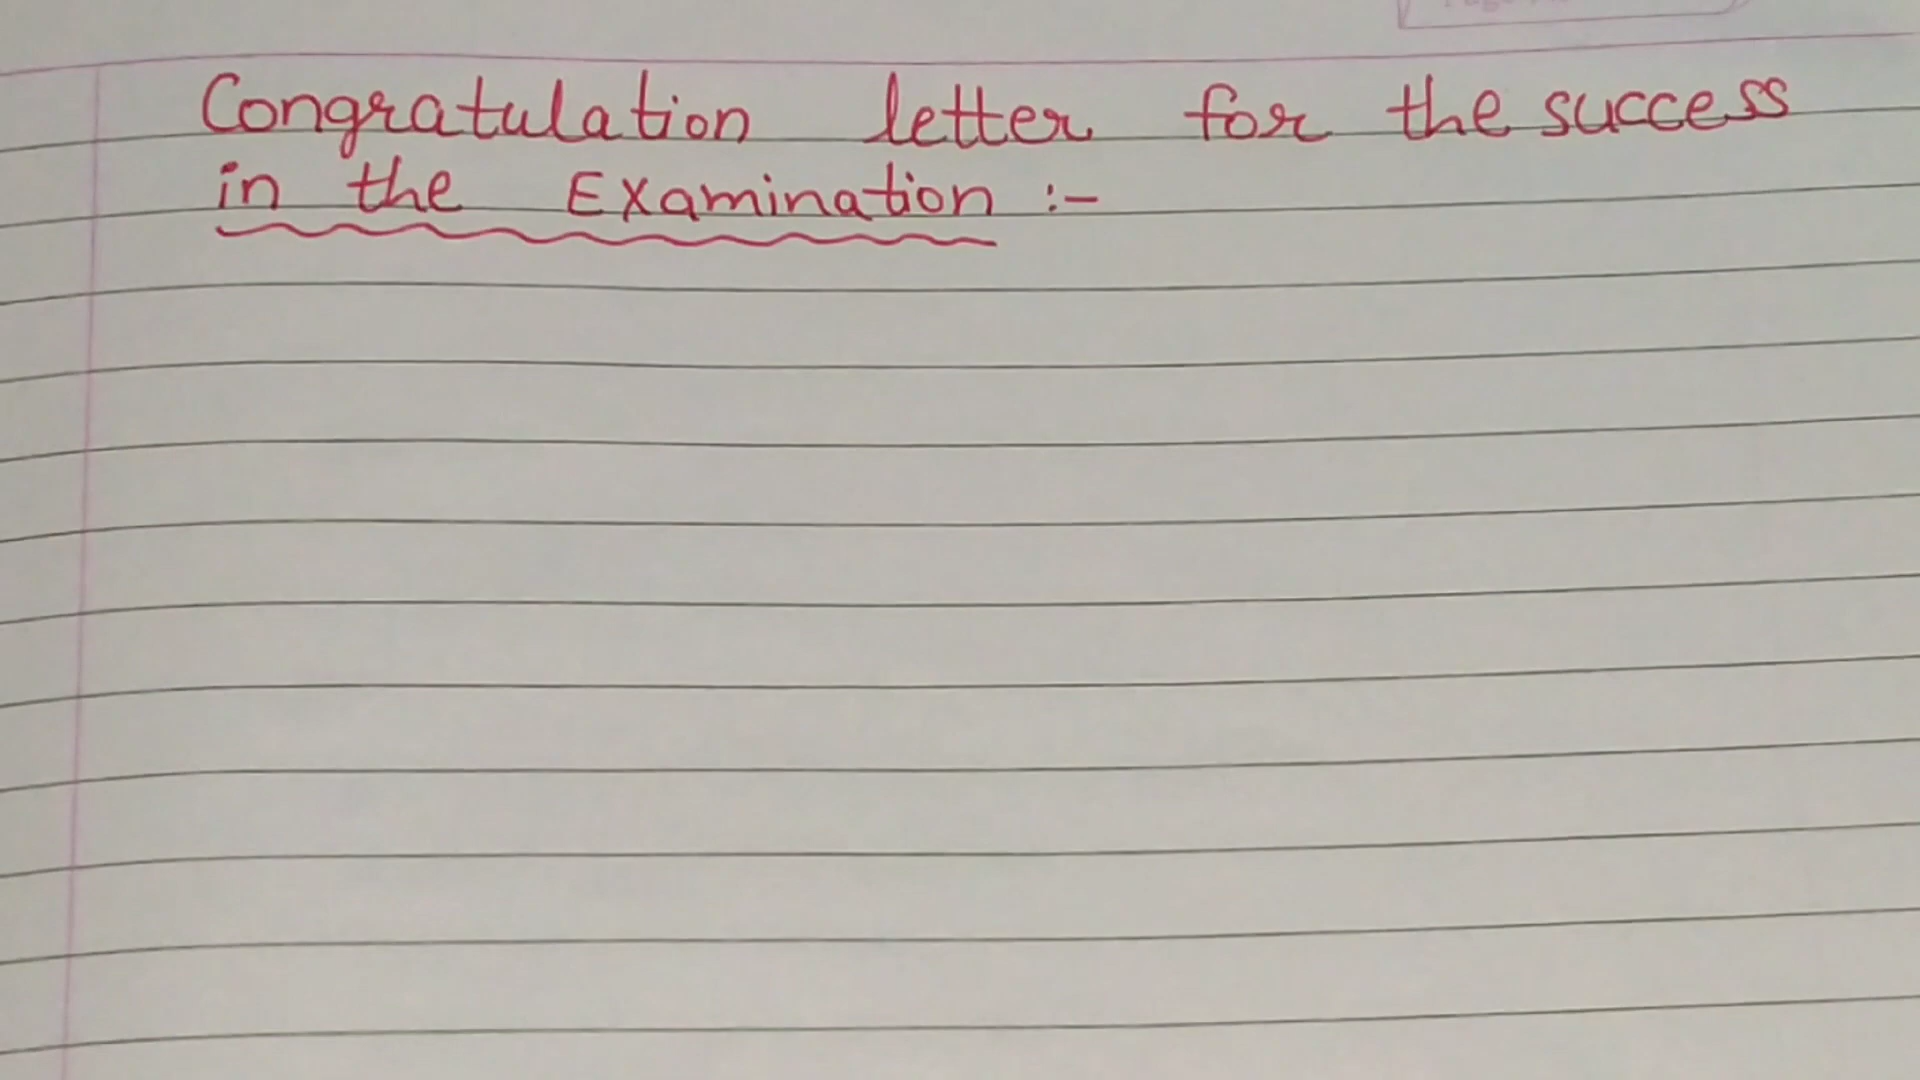 Congratulation letter for the success
in the Examination :-